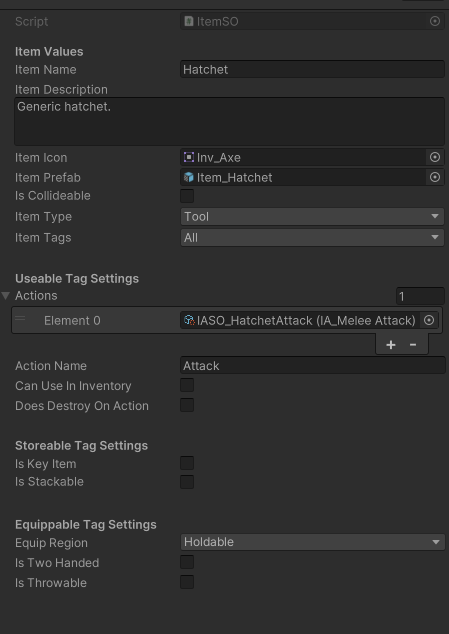 Script ItemSO
Item Values
Item Name Hatchet
Item Description
Generic hatchet.
Item Icon Inv_Axe
Item Prefab Item_Hatchet
Is Collideable
Item Type Tool
Item Tags All
Useable Tag Settings
Actions 1
Element 0 IASO_HatchetAttack (IA_Melee Attack)
+ -
Action Name Attack
Can Use In Inventory
Does Destroy On Action
Storeable Tag Settings
Is Key Item
Is Stackable
Equippable Tag Settings
Equip Region Holdable
Is Two Handed
Is Throwable